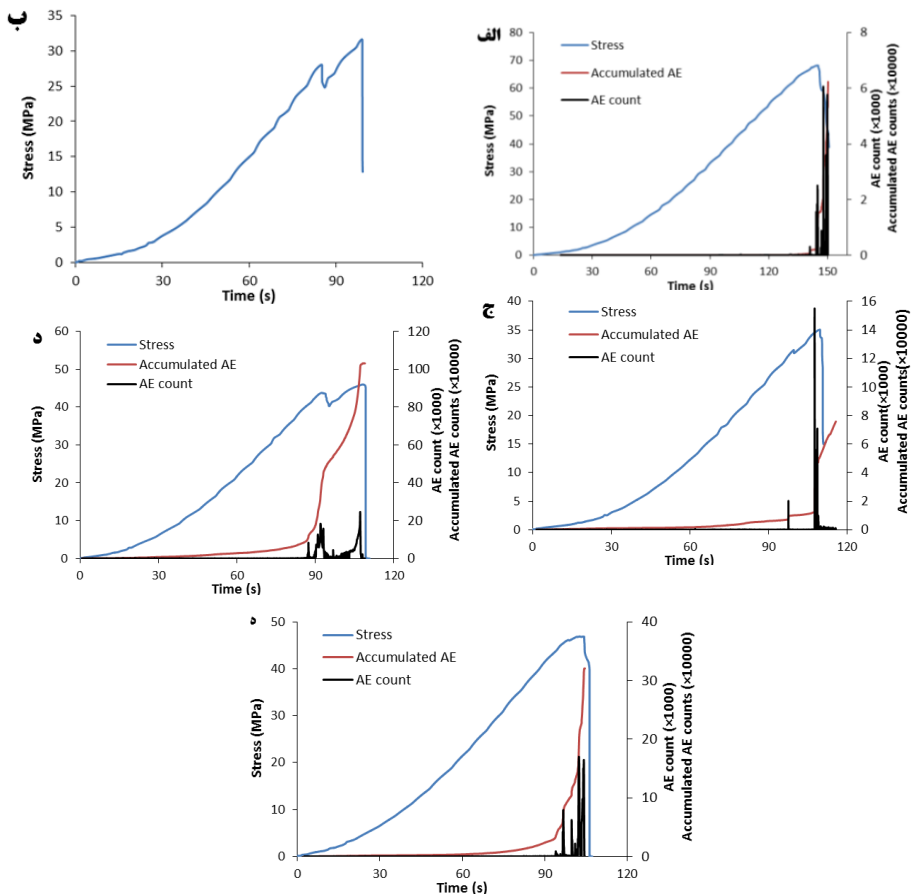 ب
35
30
25
20
15
10
5
0
Stress (MPa)
0 30 60 90 120
Time (s)
الف
80
70
60
50
40
30
20
10
0
Stress (MPa)
Stress
Accumulated AE
AE count
8
6
4
2
0
AE count (×1000)
Accumulated AE counts (×10000)
0 30 60 90 120 150
Time (s)
ه
60
50
40
30
20
10
0
Stress (MPa)
Stress
Accumulated AE
AE count
120
100
80
60
40
20
0
AE count (×1000)
Accumulated AE counts (×10000)
0 30 60 90 120
Time (s)
ج
40
35
30
25
20
15
10
5
0
Stress (MPa)
Stress
Accumulated AE
AE count
16
14
12
10
8
6
4
2
0
AE count(×1000)
Accumulated AE counts(×10000)
0 30 60 90 120
Time (s)
50
40
30
20
10
0
Stress (MPa)
Stress
Accumulated AE
AE count
40
30
20
10
0
AE count (×1000)
Accumulated AE counts (×10000)
0 30 60 90 120
Time (s)